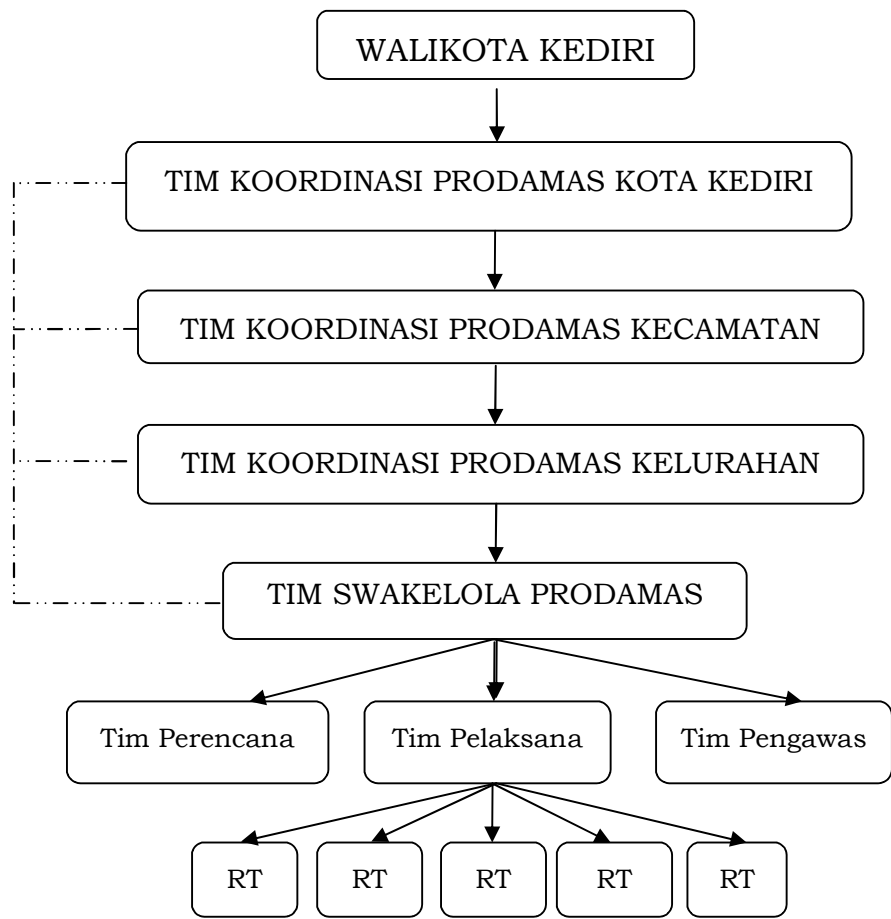 WALIKOTA KEDIRI
TIM KOORDINASI PRODAMAS KOTA KEDIRI
TIM KOORDINASI PRODAMAS KECAMATAN
TIM KOORDINASI PRODAMAS KELURAHAN
TIM SWAKELOLA PRODAMAS
Tim Perencana
Tim Pelaksana
Tim Pengawas
RT
RT
RT
RT
RT